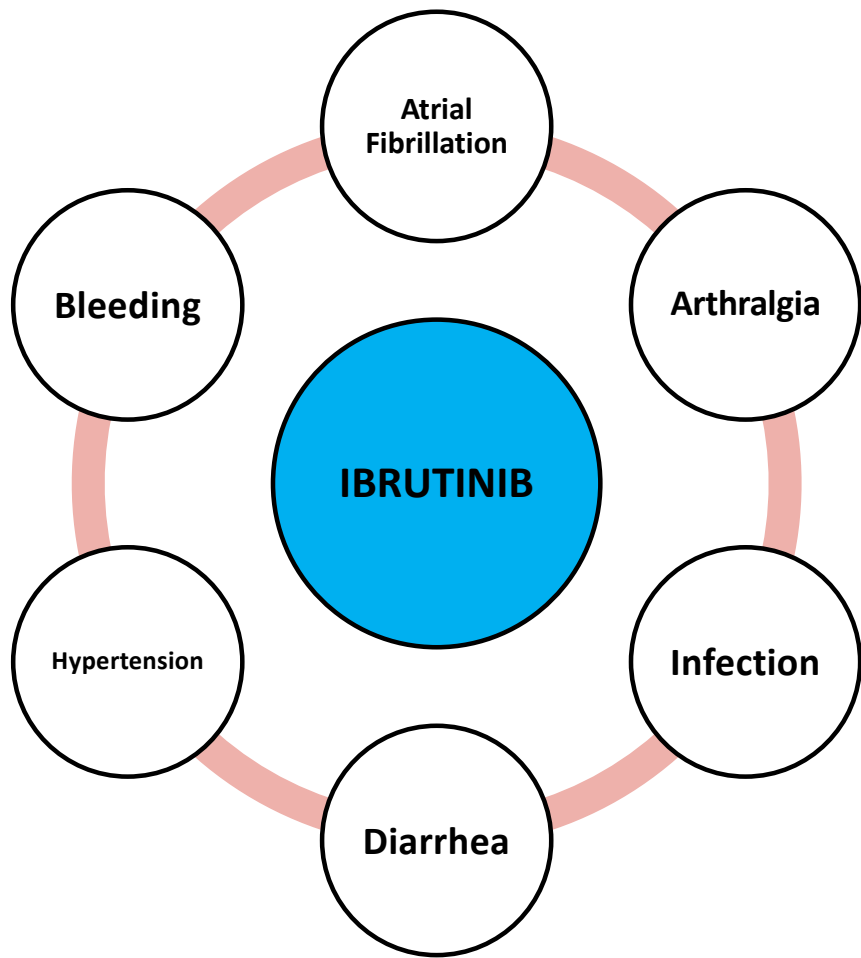 Atrial
Fibrillation
Bleeding
Arthralgia
IBRUTINIB
Hypertension
Infection
Diarrhea